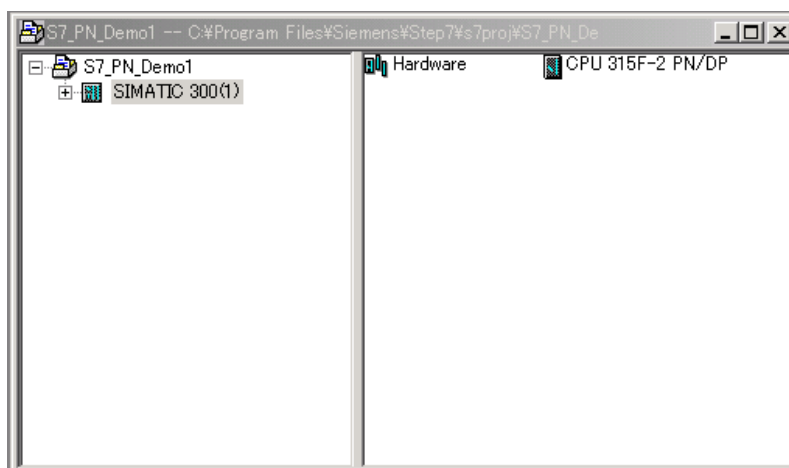 S7_PN_Demo1 -- C:¥Program Files¥Siemens¥Step7¥s7proj¥S7_PN_De
S7_PN_Demo1
SIMATIC 300(1)
Hardware
CPU 315F-2 PN/DP